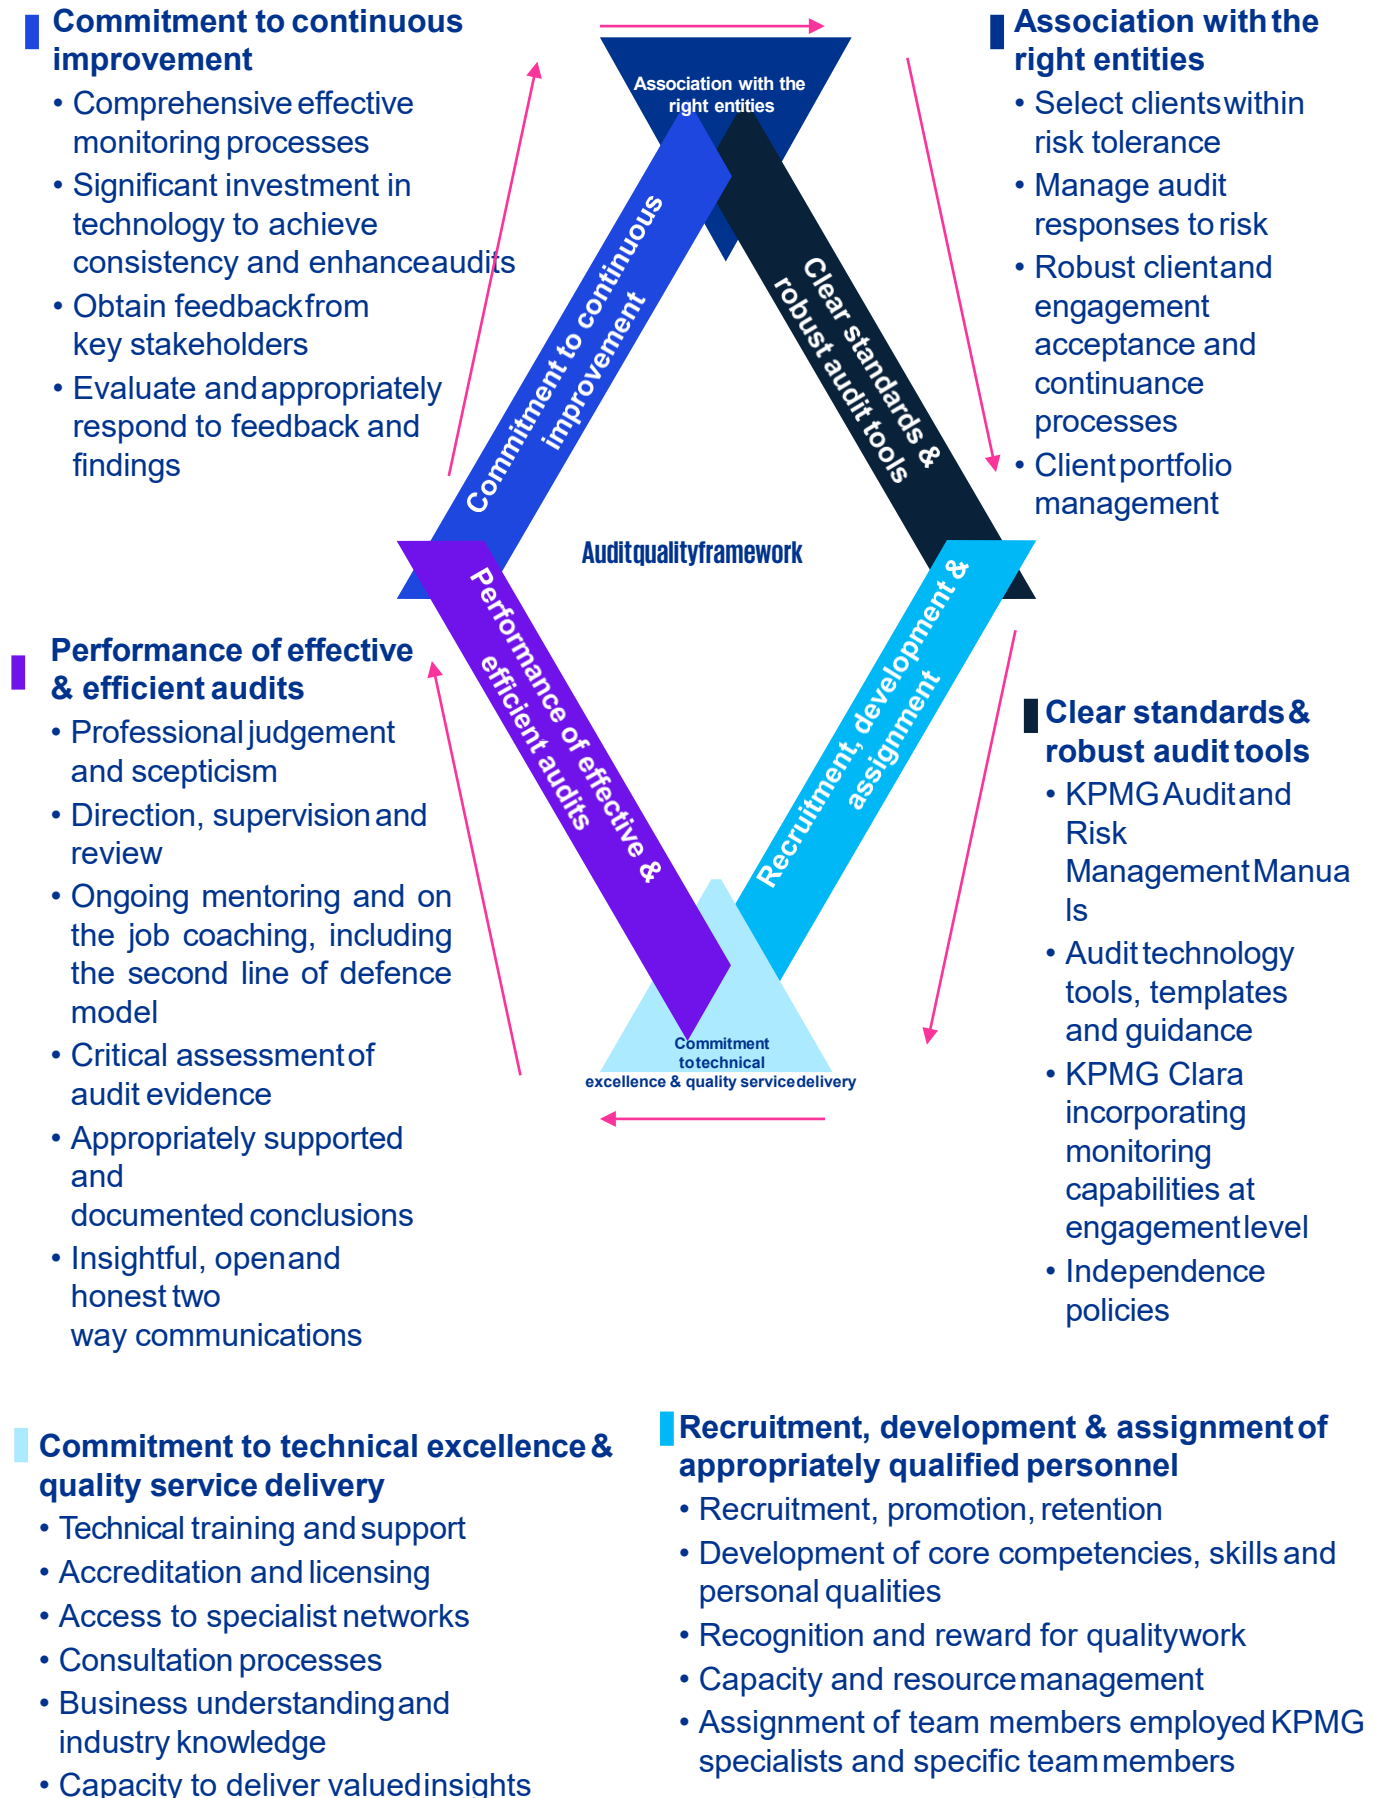 Commitment to continuous
improvement
• Comprehensive effective
monitoring processes
• Significant investment in
technology to achieve
consistency and enhance audits
• Obtain feedback from
key stakeholders
• Evaluate and appropriately
respond to feedback and
findings
Association with the
right entities
Commitment to continuous
improvement
Clear standards &
robust audit tools
Audit quality framework
Performance of effective &
efficient audits
Recruitment, development &
assignment
Commitment
to technical
excellence & quality service delivery
Association with the
right entities
• Select clients within
risk tolerance
• Manage audit
responses to risk
• Robust client and
engagement
acceptance and
continuance
processes
• Client portfolio
management
Performance of effective
& efficient audits
• Professional judgement
and scepticism
• Direction, supervision and
review
• Ongoing mentoring and on
the job coaching, including
the second line of defence
model
• Critical assessment of
audit evidence
• Appropriately supported
and
documented conclusions
• Insightful, open and
honest two
way communications
Clear standards &
robust audit tools
• KPMG Audit and
Risk
Management Manua
ls
• Audit technology
tools, templates
and guidance
• KPMG Clara
incorporating
monitoring
capabilities at
engagement level
• Independence
policies
Commitment to technical excellence &
quality service delivery
• Technical training and support
• Accreditation and licensing
• Access to specialist networks
• Consultation processes
• Business understanding and
industry knowledge
• Capacity to deliver valued insights
Recruitment, development & assignment of
appropriately qualified personnel
• Recruitment, promotion, retention
• Development of core competencies, skills and
personal qualities
• Recognition and reward for quality work
• Capacity and resource management
• Assignment of team members employed KPMG
specialists and specific team members